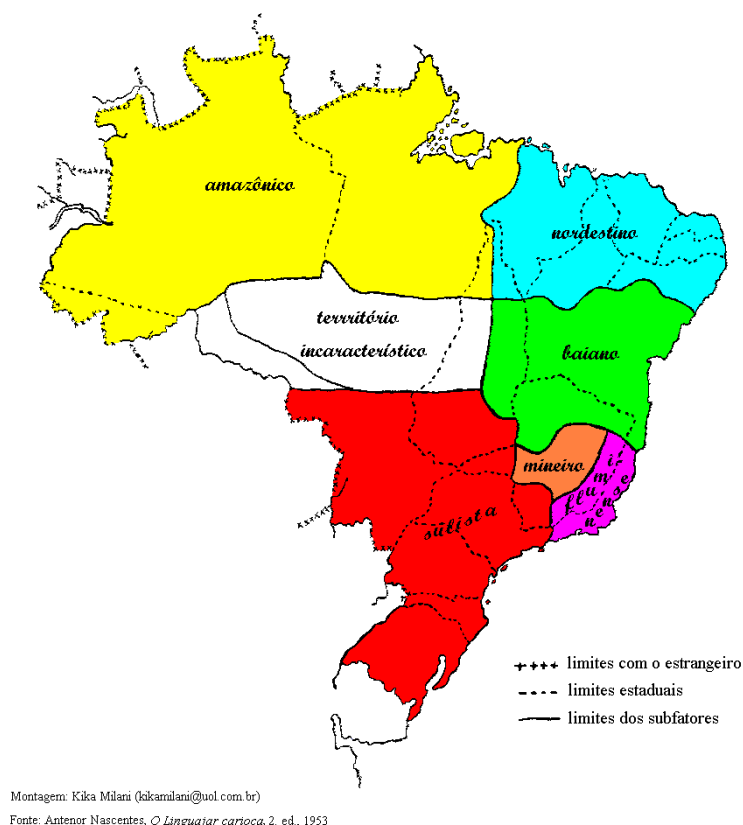 amazônico
nordestino
terrritório
incaracterístico
baiano
mineiro
fluminense
sulista
limites com o estrangeiro
limites estaduais
limites dos subfatores
Montagem: Kika Milani (kikamilani@uol.com.br)
Fonte: Antenor Nascentes, O Linguajar carioca, 2. ed., 1953